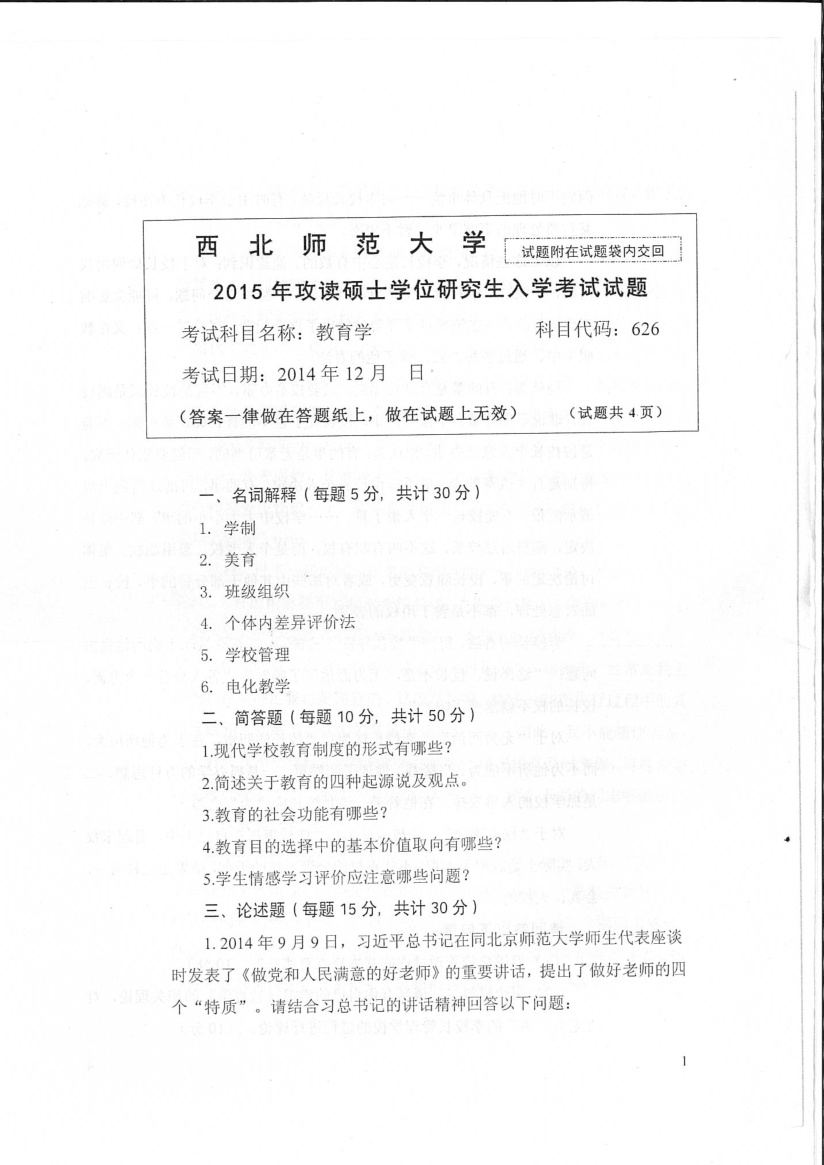 西北师范大学 试题附在试题袋内交回
2015年攻读硕士学位研究生入学考试试题
考试科目名称：教育学 科目代码：626
考试日期：2014年12月 日
（答案一律做在答题纸上，做在试题上无效） （试题共4页）
一、名词解释（每题5分，共计30分）
1. 学制
2. 美育
3. 班级组织
4. 个体内差异评价法
5. 学校管理
6. 电化教学
二、简答题（每题10分，共计50分）
1.现代学校教育制度的形式有哪些？
2.简述关于教育的四种起源说及观点。
3.教育的社会功能有哪些？
4.教育目的选择中的基本价值取向有哪些？
5.学生情感学习评价应注意哪些问题？
三、论述题（每题15分，共计30分）
1. 2014年9月9日，习近平总书记在同北京师范大学师生代表座谈
时发表了《做党和人民满意的好老师》的重要讲话，提出了做好老师的四
个“特质”。请结合习总书记的讲话精神回答以下问题：
1